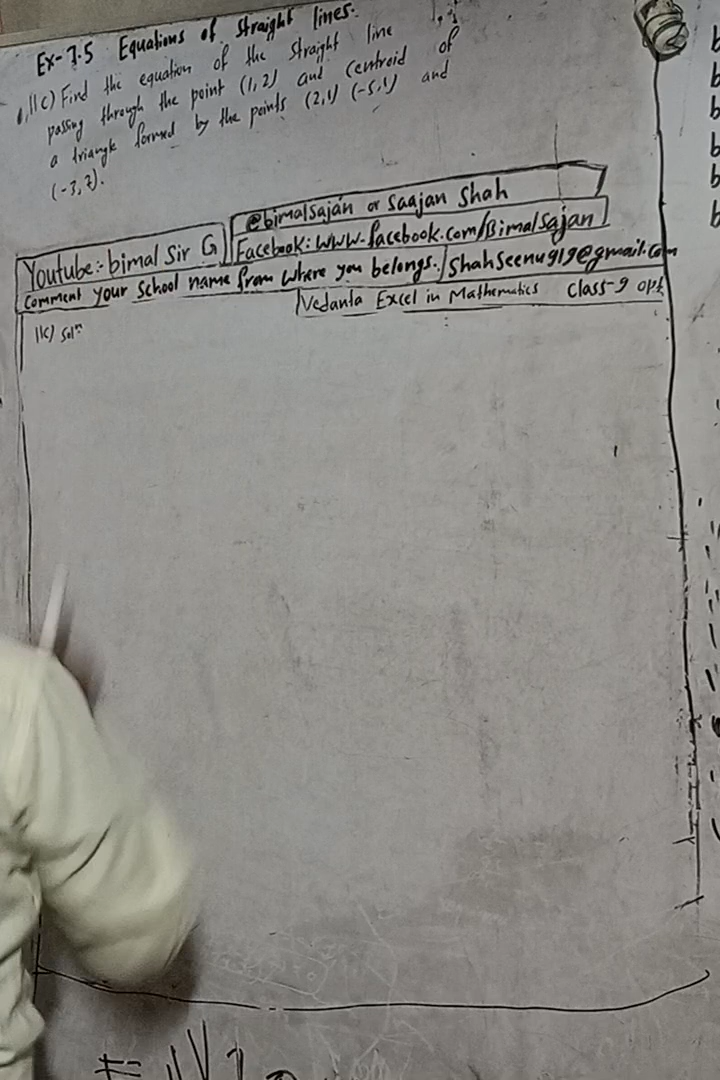 Ex-7.5 Equations of straight lines.
11c) Find the equation of the straight line
passing through the point (1,2) and centroid of
a triangle formed by the points (2,1) (-5,1) and
(-3,7).
@bimalsajan or Saajan Shah
Youtube:- bimal Sir G
Facebook: www.facebook.com/Bimalsajan
Comment your school name from where you belongs.
Shahseenu919@gmail.com
Vedanta Excel in Mathematics Class-9 opt
11c) Solⁿ